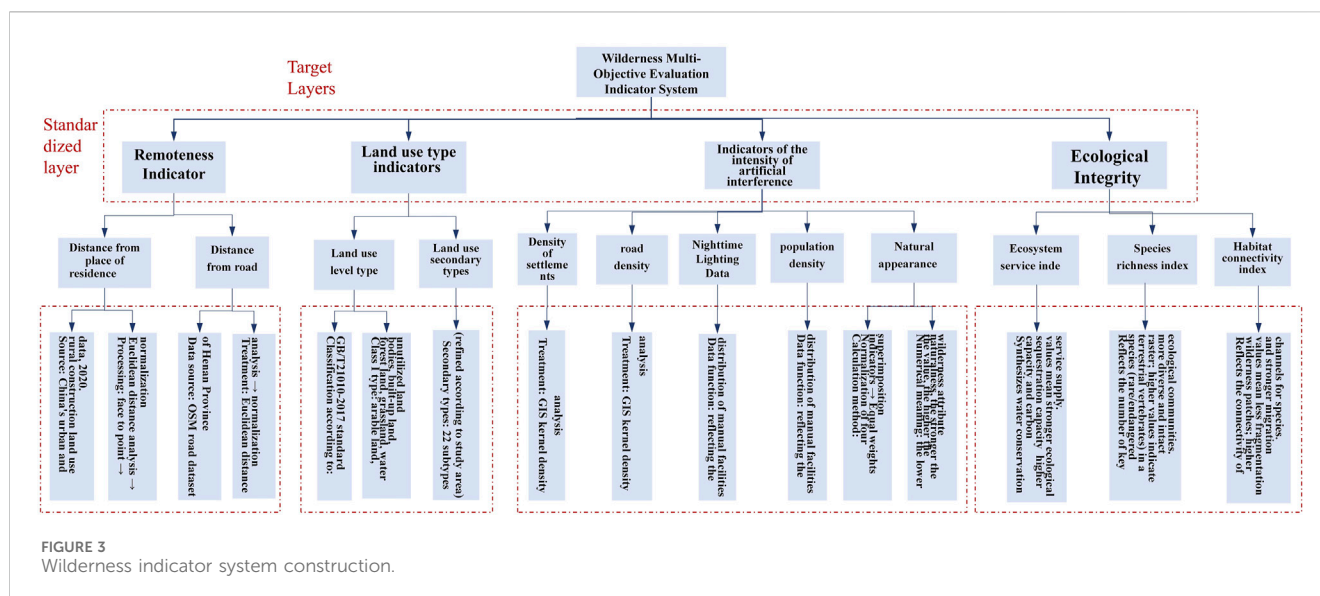 Wilderness Multi-
Objective Evaluation
Indicator System
Target
Layers
Standar
dized
layer
Remoteness
Indicator
Land use type
indicators
Indicators of the
intensity of
artificial
interference
Ecological
Integrity
Distance from
place of
residence
Distance
from road
Land use
level type
Land use
secondary
types
Density
of
settleme
nts
road
density
Nighttime
Lighting
Data
population
density
Natural
appearance
Ecosystem
service inde
Species
richness index
Habitat
connectivity
index
Source: China's urban and
rural construction land use
data, 2020.
Processing: face to point →
Euclidean distance analysis →
normalization
Data source: OSM road dataset
of Henan Province
Treatment: Euclidean distance
analysis → normalization
Classification according to:
GB/T21010-2017 standard
Class I type: arable land,
forest land, grassland, water
bodies, built-up land,
unutilized land
Secondary types: 22 subtypes
(refined according to study area)
Treatment: GIS kernel density
analysis
Treatment: GIS kernel density
analysis
Data function: reflecting the
distribution of manual facilities
Data function: reflecting the
distribution of manual facilities
Calculation method:
Normalization of
indicators → Equal weights
superimposition
Numerical meaning: the lower
the value, the higher the
naturalness, the stronger the
wilderness attribute
Synthesizes water conservation
capacity and carbon
sequestration capacity higher
values mean stronger ecological
service supply.
Reflects the number of key
species (rare/endangered
terrestrial vertebrates) in a
raster; higher values indicate
more diverse and intact
ecological communities.
Reflects the connectivity of
wilderness patches; higher
values mean less fragmentation
and stronger migration
channels for species.
FIGURE 3
Wilderness indicator system construction.